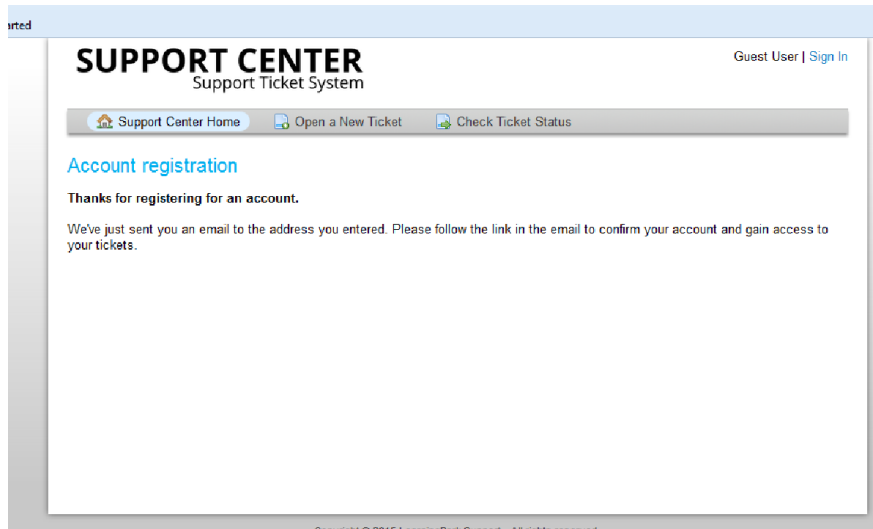 arted
SUPPORT CENTER
Support Ticket System
Guest User | Sign In
Support Center Home
Open a New Ticket
Check Ticket Status
Account registration
Thanks for registering for an account.
We've just sent you an email to the address you entered. Please follow the link in the email to confirm your account and gain access to
your tickets.